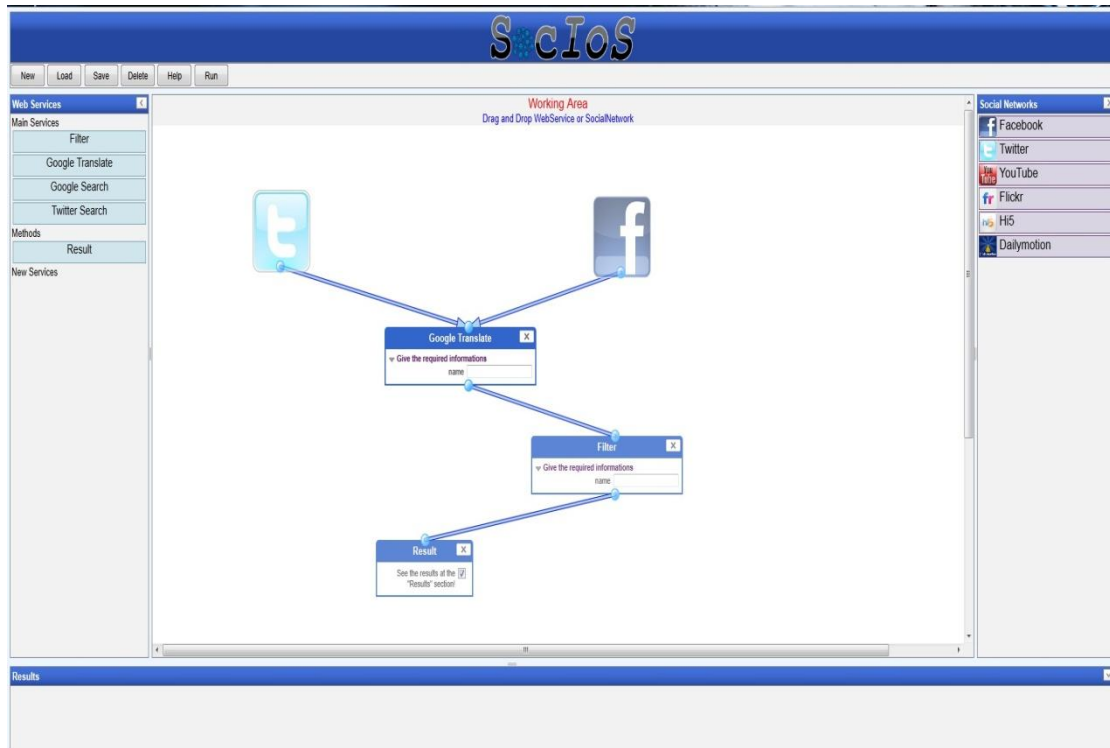 SocIoS
New Load Save Delete Help Run
Web Services
Main Services
Filter
Google Translate
Google Search
Twitter Search
Methods
Result
New Services
Working Area
Drag and Drop WebService or SocialNetwork
Google Translate X
Give the required informations
name
Filter X
Give the required informations
name
Result X
See the results at the
"Results" section!
Social Networks
Facebook
Twitter
YouTube
Flickr
Hi5
Dailymotion
Results